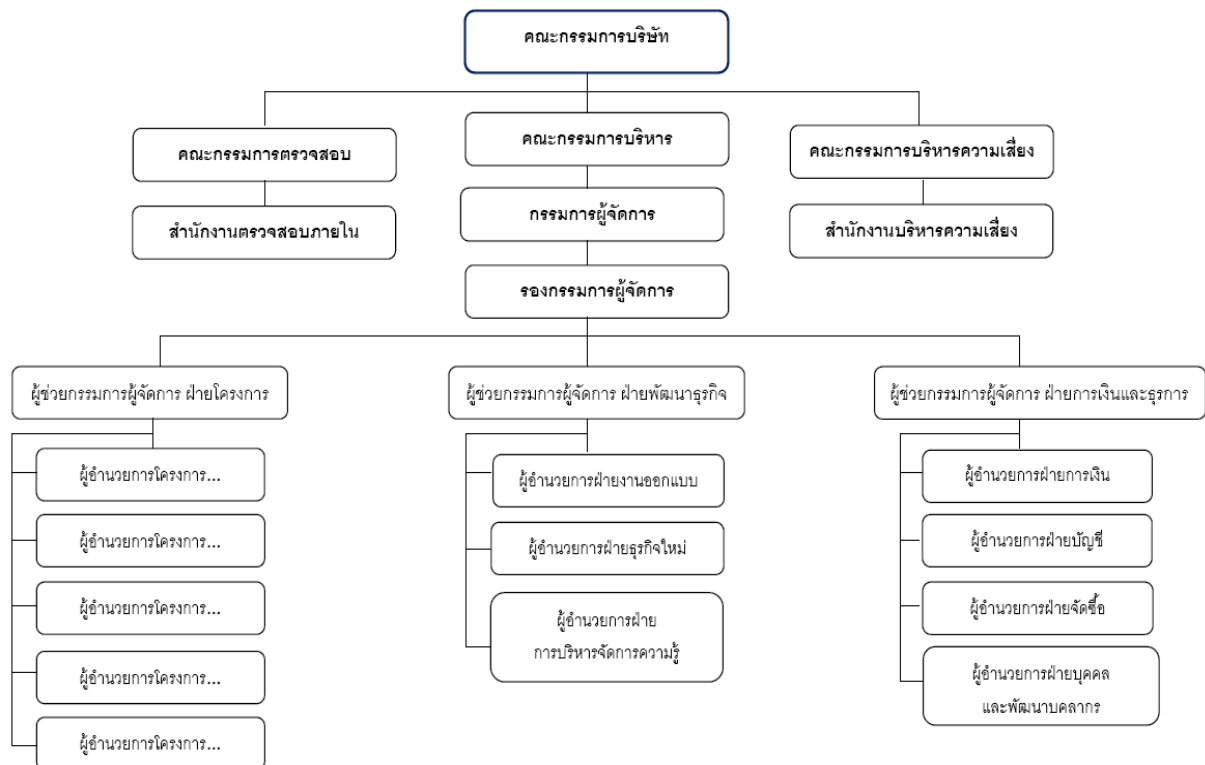 คณะกรรมการบริษัท
คณะกรรมการตรวจสอบ
คณะกรรมการบริหาร
คณะกรรมการบริหารความเสี่ยง
สำนักงานตรวจสอบภายใน
กรรมการผู้จัดการ
สำนักงานบริหารความเสี่ยง
รองกรรมการผู้จัดการ
ผู้ช่วยกรรมการผู้จัดการ ฝ่ายโครงการ
ผู้อำนวยการโครงการ...
ผู้อำนวยการโครงการ...
ผู้อำนวยการโครงการ...
ผู้อำนวยการโครงการ...
ผู้อำนวยการโครงการ...
ผู้ช่วยกรรมการผู้จัดการ ฝ่ายพัฒนาธุรกิจ
ผู้อำนวยการฝ่ายงานออกแบบ
ผู้อำนวยการฝ่ายธุรกิจใหม่
ผู้อำนวยการฝ่าย
การบริหารจัดการความรู้
ผู้ช่วยกรรมการผู้จัดการ ฝ่ายการเงินและธุรการ
ผู้อำนวยการฝ่ายการเงิน
ผู้อำนวยการฝ่ายบัญชี
ผู้อำนวยการฝ่ายจัดซื้อ
ผู้อำนวยการฝ่ายบุคคล
และพัฒนาบคลากร